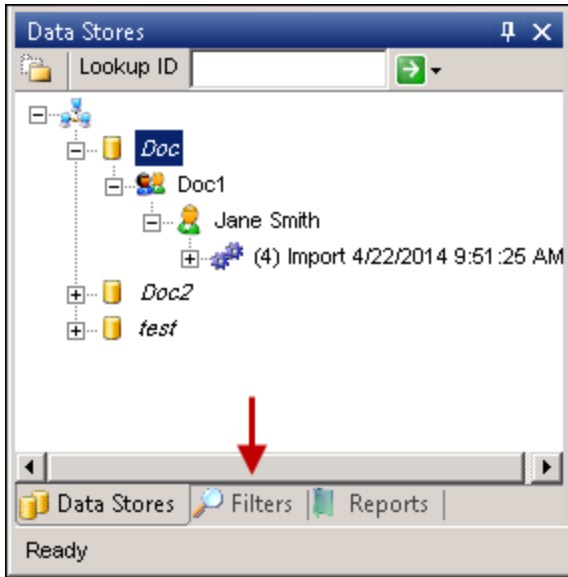 Data Stores
Lookup ID
Doc
Doc1
Jane Smith
(4) Import 4/22/2014 9:51:25 AM
Doc2
test
Data Stores Filters Reports
Ready